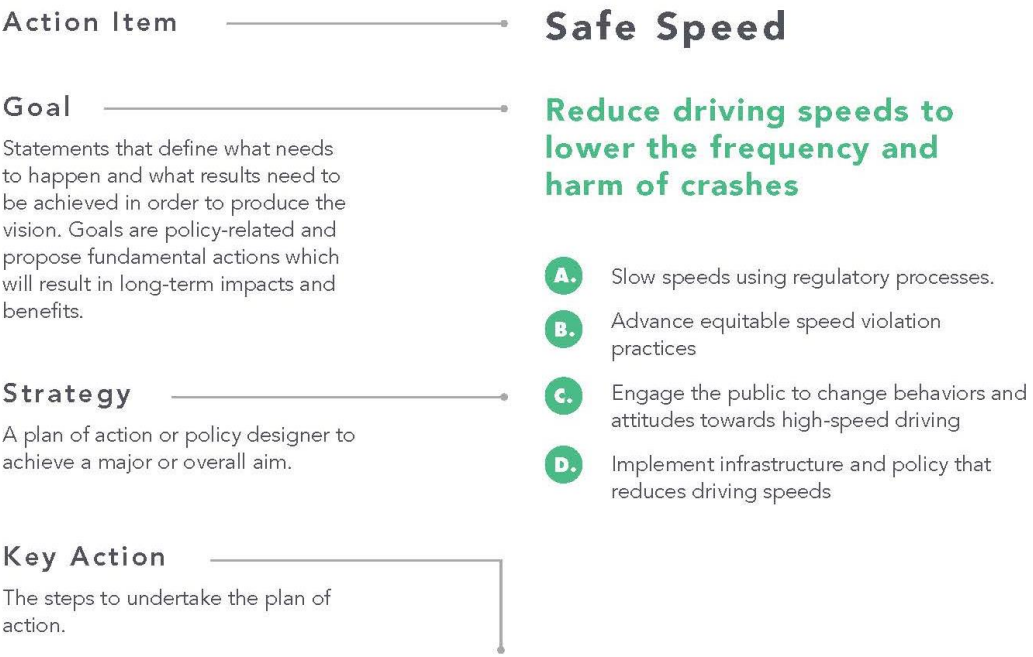 Action Item
Safe Speed
Goal
Statements that define what needs
to happen and what results need to
be achieved in order to produce the
vision. Goals are policy-related and
propose fundamental actions which
will result in long-term impacts and
benefits.
Reduce driving speeds to
lower the frequency and
harm of crashes
A. Slow speeds using regulatory processes.
B. Advance equitable speed violation
practices
C. Engage the public to change behaviors and
attitudes towards high-speed driving
D. Implement infrastructure and policy that
reduces driving speeds
Strategy
A plan of action or policy designer to
achieve a major or overall aim.
Key Action
The steps to undertake the plan of
action.